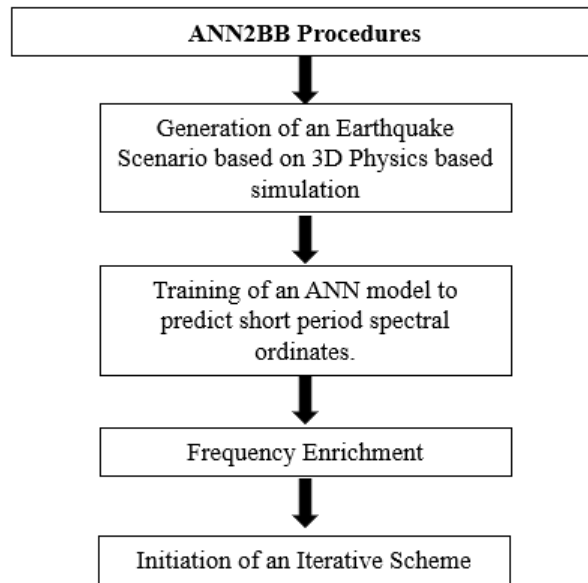 ANN2BB Procedures
Generation of an Earthquake
Scenario based on 3D Physics based
simulation
Training of an ANN model to
predict short period spectral
ordinates.
Frequency Enrichment
Initiation of an Iterative Scheme